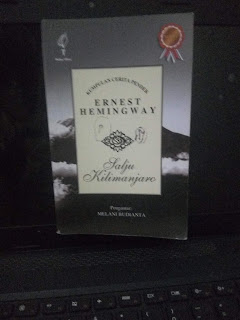 KUMPULAN CERITA PENDEK
ERNEST
HEMINGWAY
Salju
Kilimanjaro
Pengantar:
MELANI BUDIANTA